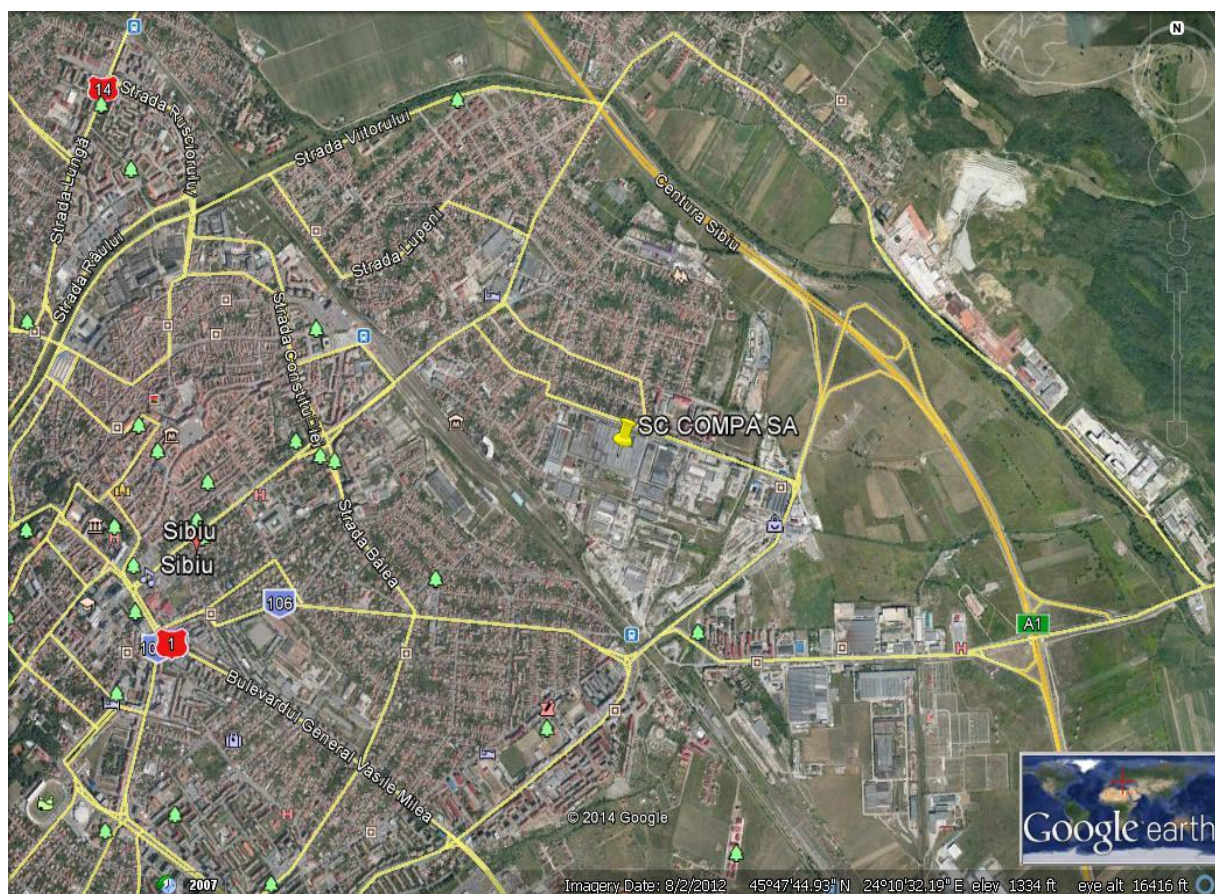 N
14
Strada Rusciorului
Strada Viitorului
Strada Lungă
Centura Sibiu
Strada Lupeni
Strada Râului
Strada Constituției
SC COMPA SA
H
Strada Bâlea
H
Sibiu
Sibiu
106
A1
1
H
Bulevardul General Vasile Milea
H
© 2014 Google
Google earth
2007
Imagery Date: 8/2/2012 45°47'44.93" N 24°10'32.19" E elev 1334 ft eye alt 16416 ft